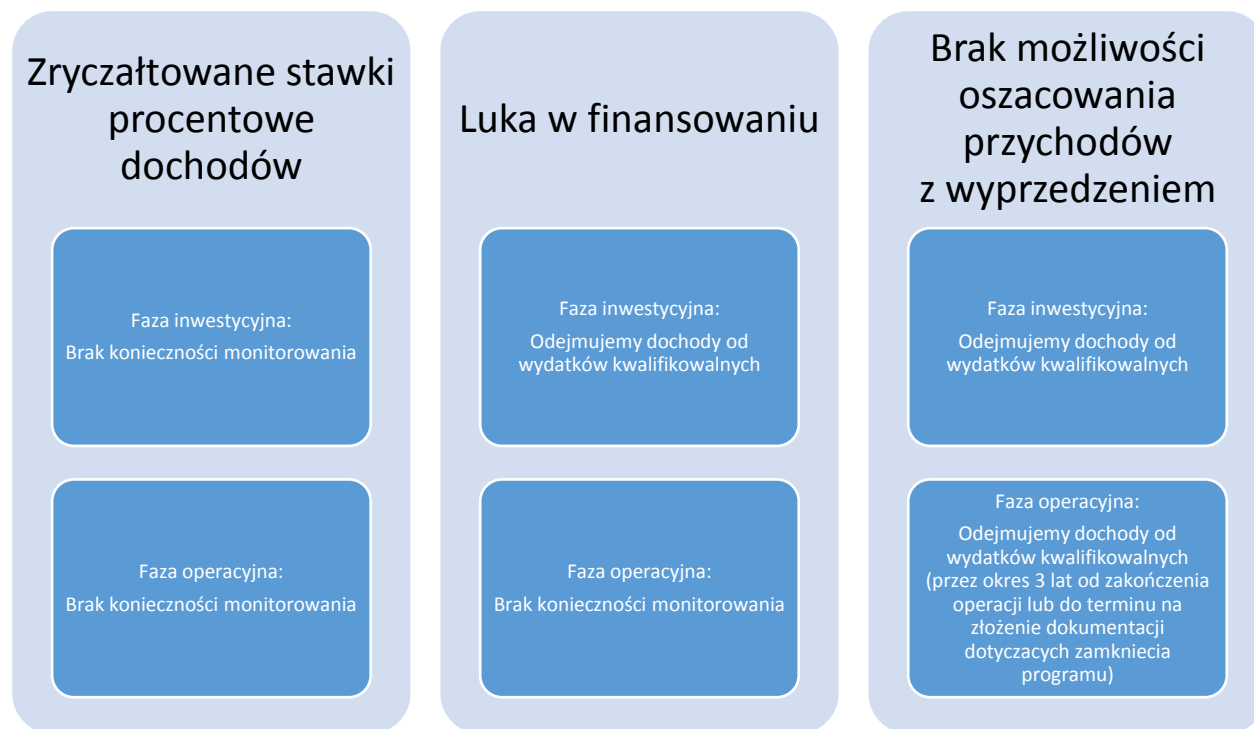 Zryczałtowane stawki
procentowe
dochodów
Faza inwestycyjna:
Brak konieczności monitorowania
Faza operacyjna:
Brak konieczności monitorowania
Luka w finansowaniu
Faza inwestycyjna:
Odejmujemy dochody od
wydatków kwalifikowalnych
Faza operacyjna:
Brak konieczności monitorowania
Brak możliwości
oszacowania
przychodów
z wyprzedzeniem
Faza inwestycyjna:
Odejmujemy dochody od
wydatków kwalifikowalnych
Faza operacyjna:
Odejmujemy dochody od
wydatków kwalifikowalnych
(przez okres 3 lat od zakończenia
operacji lub do terminu na
złożenie dokumentacji
dotyczacych zamkniecia
programu)